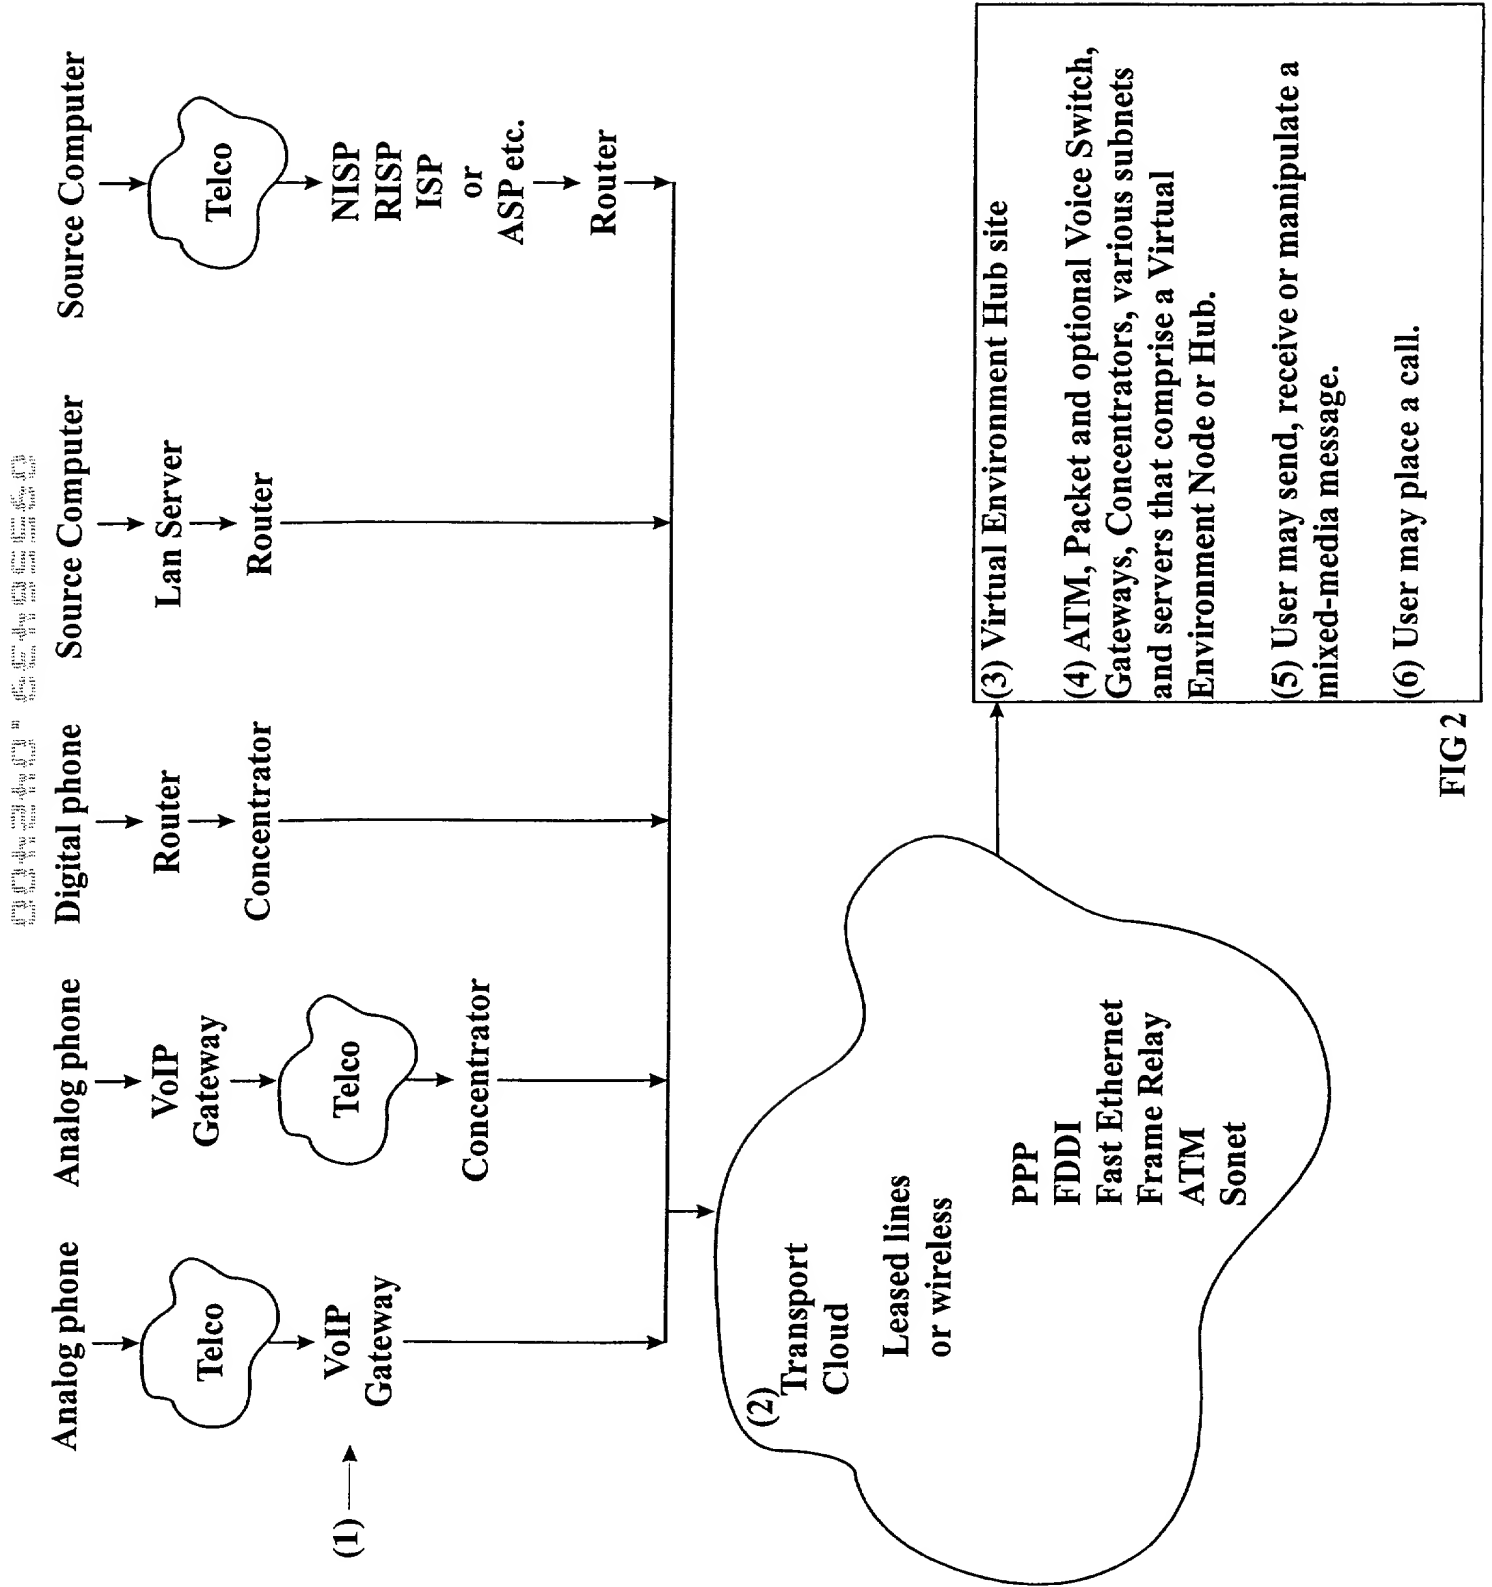 Analog phone
Telco
VoIP
Gateway
(1)
Analog phone
VoIP
Gateway
Telco
Concentrator
Digital phone
Router
Concentrator
Source Computer
Lan Server
Router
Source Computer
Telco
NISP
RISP
ISP
or
ASP etc.
Router
(2)
Transport
Cloud
Leased lines
or wireless
PPP
FDDI
Fast Ethernet
Frame Relay
ATM
Sonet
(3) Virtual Environment Hub site
(4) ATM, Packet and optional Voice Switch,
Gateways, Concentrators, various subnets
and servers that comprise a Virtual
Environment Node or Hub.
(5) User may send, receive or manipulate a
mixed-media message.
(6) User may place a call.
FIG 2